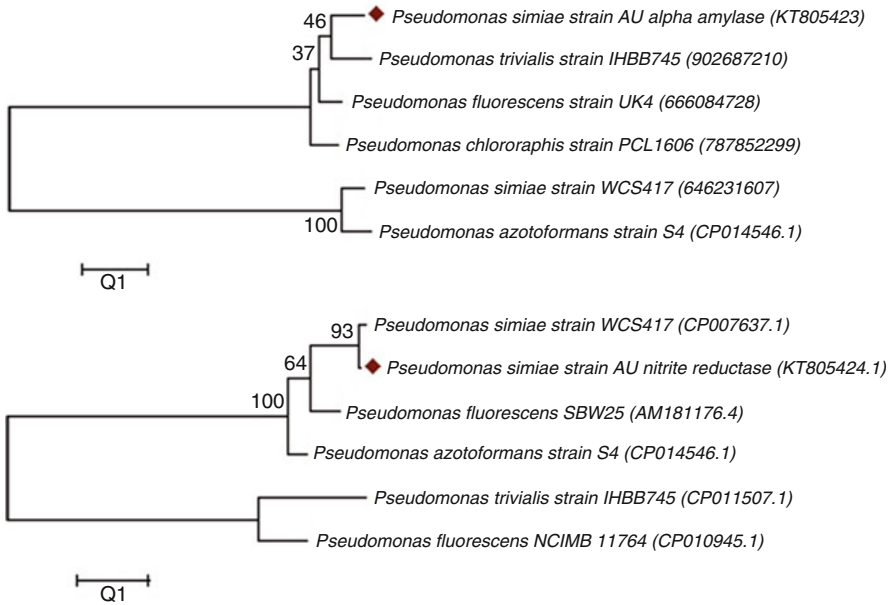 46
Pseudomonas simiae strain AU alpha amylase (KT805423)
37
Pseudomonas trivialis strain IHBB745 (902687210)
Pseudomonas fluorescens strain UK4 (666084728)
Pseudomonas chlororaphis strain PCL1606 (787852299)
Pseudomonas simiae strain WCS417 (646231607)
100
Pseudomonas azotoformans strain S4 (CP014546.1)
Q1
93
Pseudomonas simiae strain WCS417 (CP007637.1)
64
Pseudomonas simiae strain AU nitrite reductase (KT805424.1)
100
Pseudomonas fluorescens SBW25 (AM181176.4)
Pseudomonas azotoformans strain S4 (CP014546.1)
Pseudomonas trivialis strain IHBB745 (CP011507.1)
Pseudomonas fluorescens NCIMB 11764 (CP010945.1)
Q1